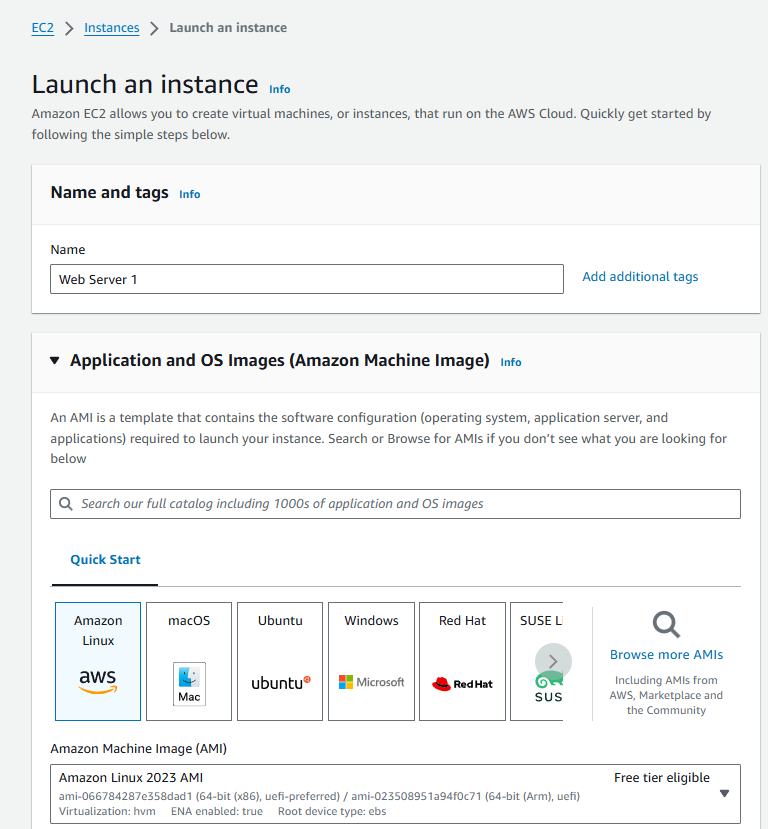 EC2 > Instances > Launch an instance
Launch an instance Info
Amazon EC2 allows you to create virtual machines, or instances, that run on the AWS Cloud. Quickly get started by
following the simple steps below.
Name and tags Info
Name
Web Server 1
Add additional tags
Application and OS Images (Amazon Machine Image) Info
An AMI is a template that contains the software configuration (operating system, application server, and
applications) required to launch your instance. Search or Browse for AMIs if you don't see what you are looking for
below
Search our full catalog including 1000s of application and OS images
Quick Start
Amazon
Linux
aws
macOS
Mac
Ubuntu
ubuntu
Windows
Microsoft
Red Hat
Red Hat
SUSE LI
SUS
Browse more AMIs
Including AMIs from
AWS, Marketplace and
the Community
Amazon Machine Image (AMI)
Amazon Linux 2023 AMI
Free tier eligible
ami-066784287e358dad1 (64-bit (x86), uefi-preferred) / ami-023508951a94f0c71 (64-bit (Arm), uefi)
Virtualization: hvm ENA enabled: true Root device type: ebs